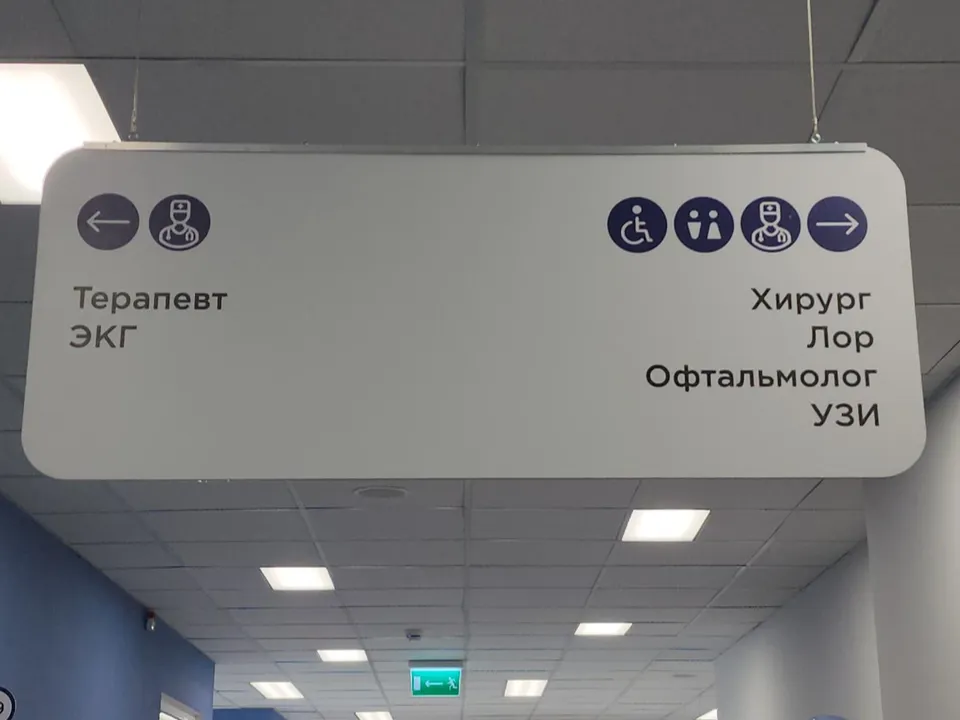 Терапевт
ЭКГ
Хирург
Лор
Офтальмолог
УЗИ